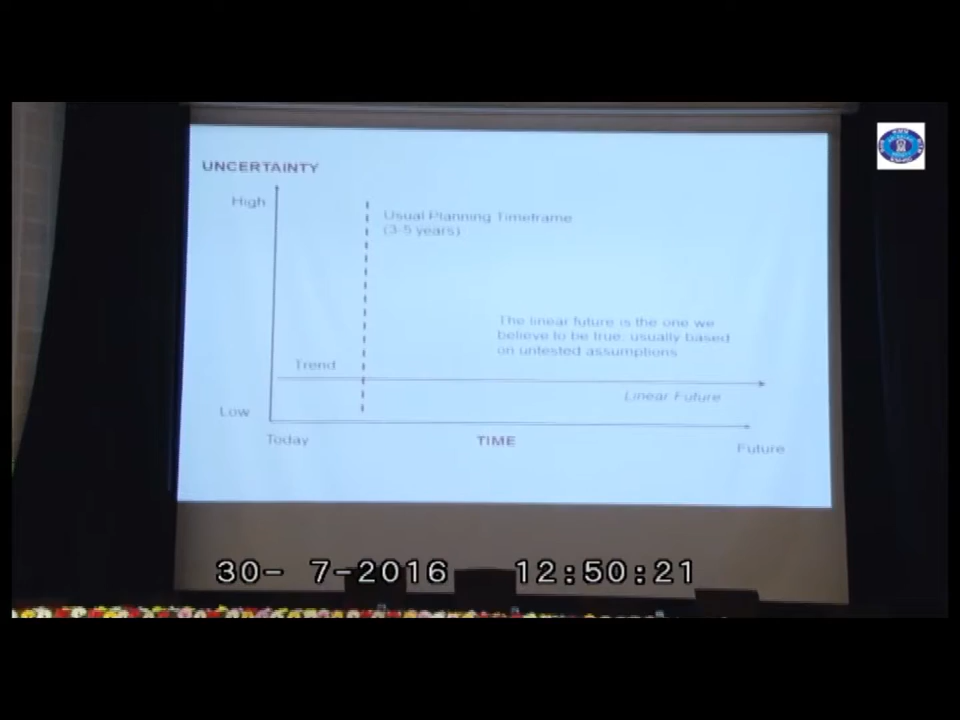 UNCERTAINTY
High
Usual Planning Timeframe
(3-5 years)
The linear future is the one we
believe to be true, usually based
on untested assumptions
Trend
Linear Future
Low
Today
TIME
Future
30- 7-2016 12:50:21